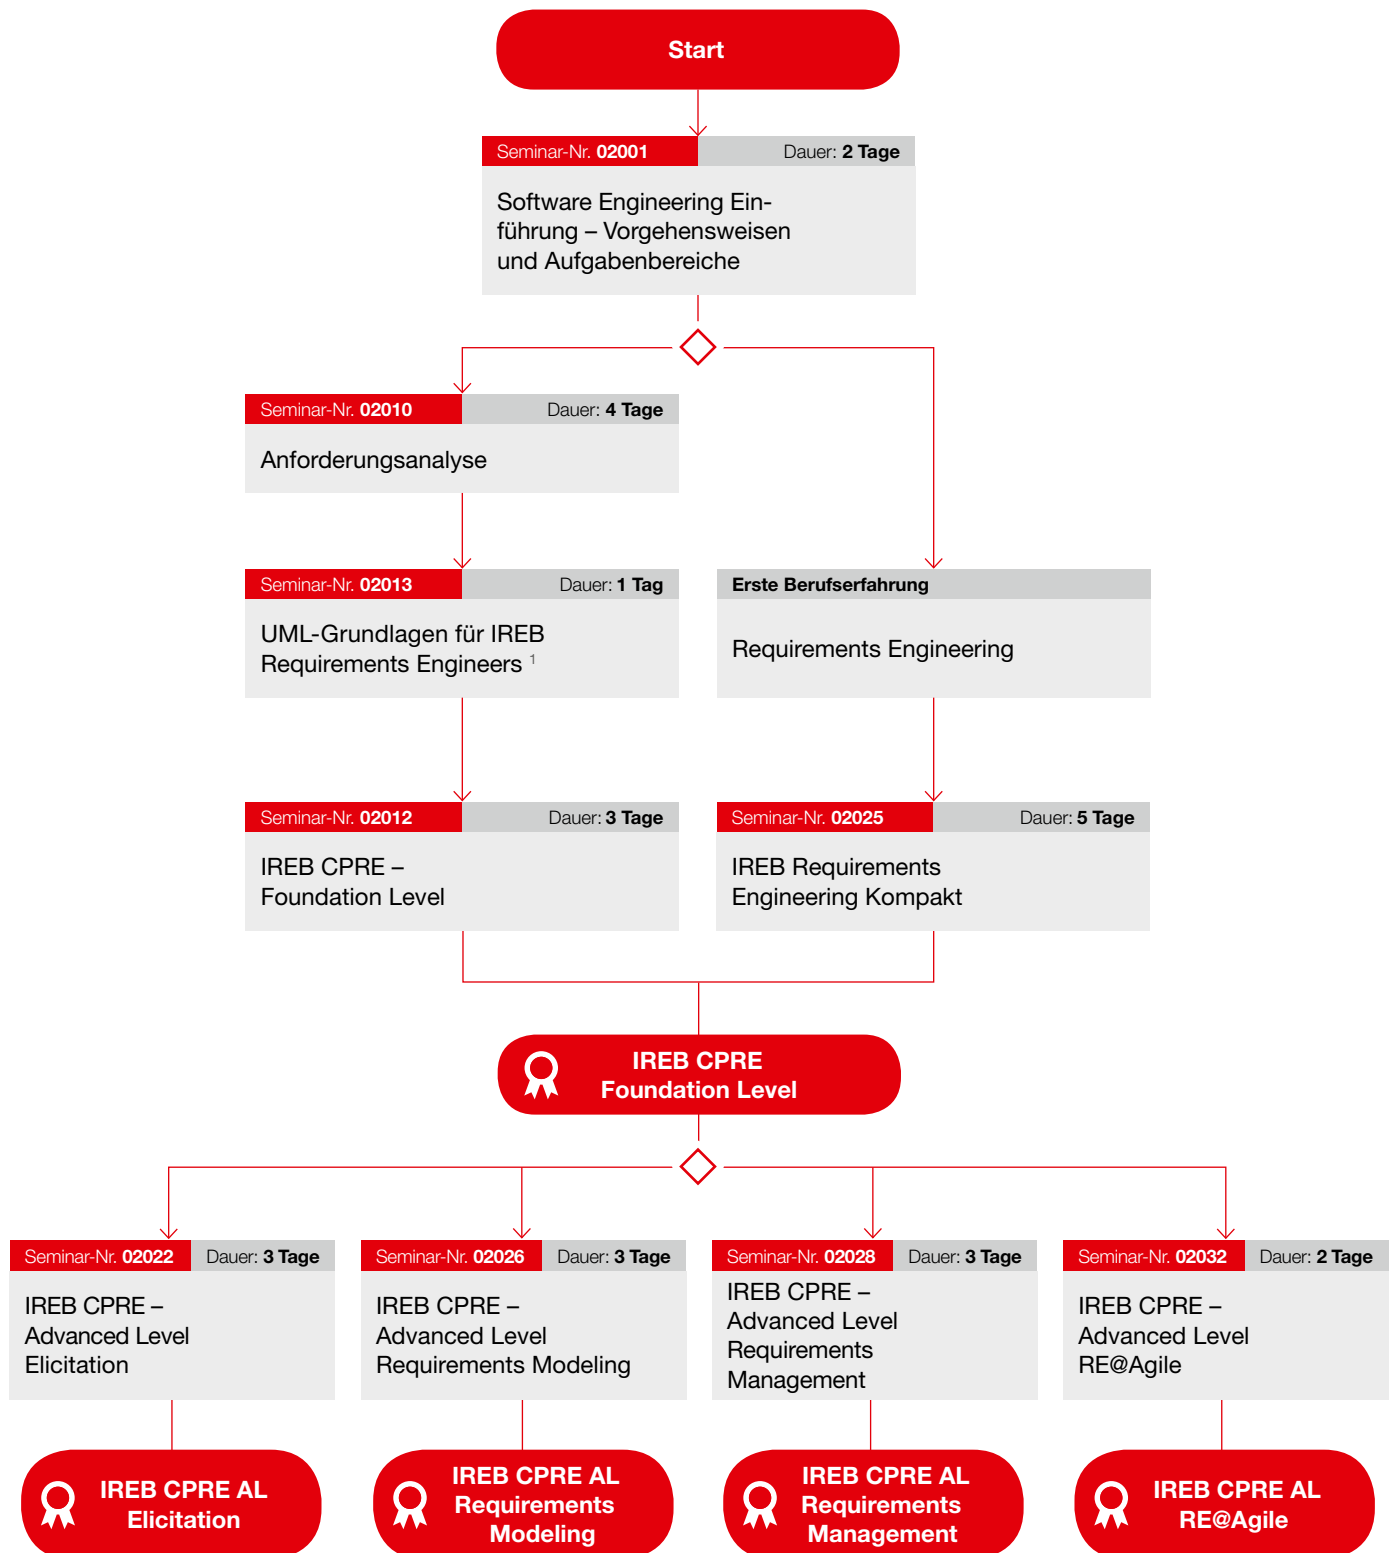 Start
Seminar-Nr. 02001 Dauer: 2 Tage
Software Engineering Ein-
führung – Vorgehensweisen
und Aufgabenbereiche
Seminar-Nr. 02010 Dauer: 4 Tage
Anforderungsanalyse
Seminar-Nr. 02013 Dauer: 1 Tag
UML-Grundlagen für IREB
Requirements Engineers 1
Erste Berufserfahrung
Requirements Engineering
Seminar-Nr. 02012 Dauer: 3 Tage
IREB CPRE –
Foundation Level
Seminar-Nr. 02025 Dauer: 5 Tage
IREB Requirements
Engineering Kompakt
IREB CPRE
Foundation Level
Seminar-Nr. 02022 Dauer: 3 Tage
IREB CPRE –
Advanced Level
Elicitation
Seminar-Nr. 02026 Dauer: 3 Tage
IREB CPRE –
Advanced Level
Requirements Modeling
Seminar-Nr. 02028 Dauer: 3 Tage
IREB CPRE –
Advanced Level
Requirements
Management
Seminar-Nr. 02032 Dauer: 2 Tage
IREB CPRE –
Advanced Level
RE@Agile
IREB CPRE AL
Elicitation
IREB CPRE AL
Requirements
Modeling
IREB CPRE AL
Requirements
Management
IREB CPRE AL
RE@Agile